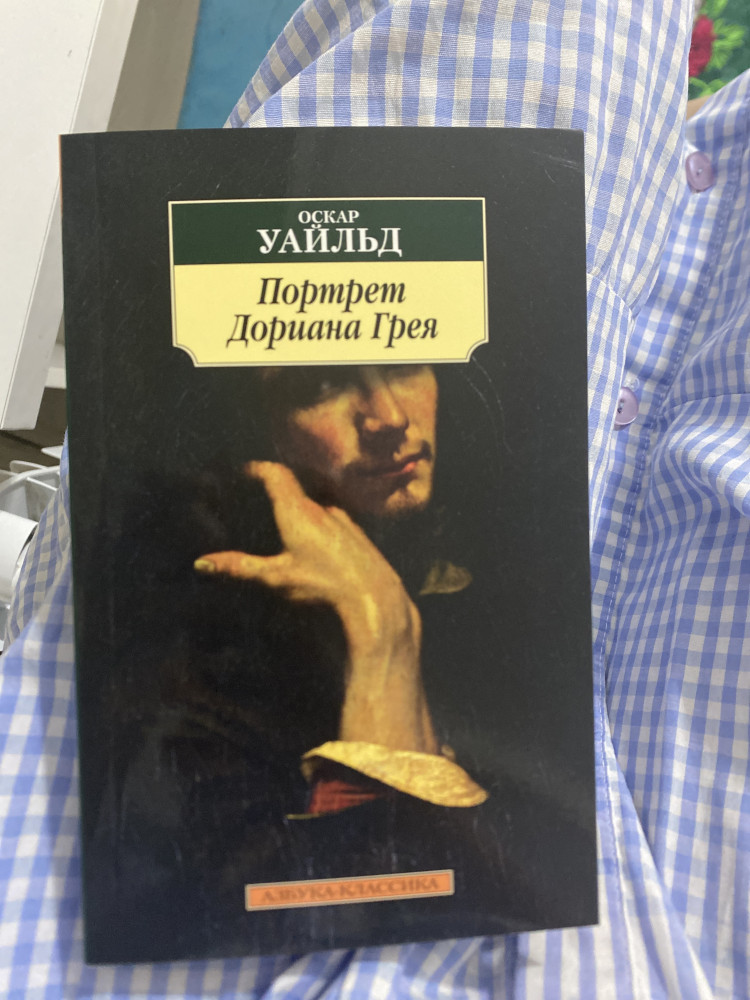 ОСКАР
УАЙЛЬД
Портрет
Дориана Грея
АЗБУКА-КЛАССИКА